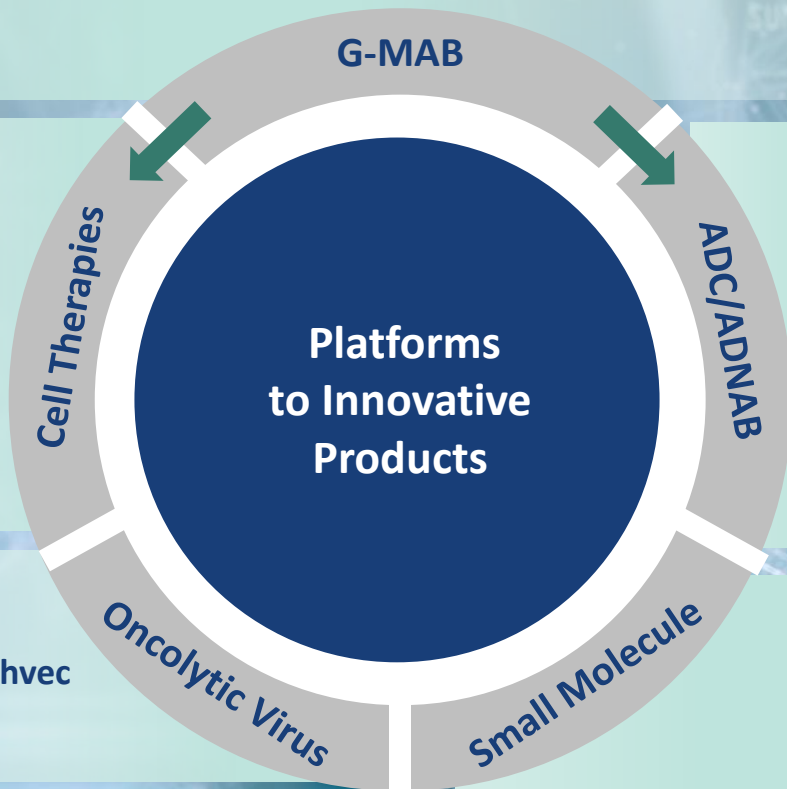 G-MAB
Cell Therapies
ADC/ADNAB
Platforms
to Innovative
Products
hvec
Oncolytic Virus
Small Molecule